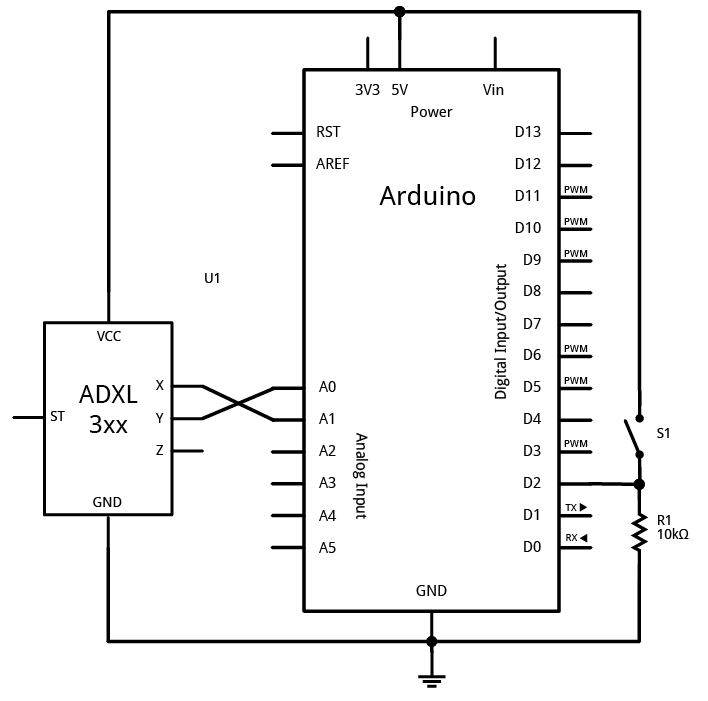 3V3 5V Vin
Power
RST
AREF
Arduino
D13
D12
D11 PWM
D10 PWM
D9 PWM
D8
D7
D6 PWM
D5 PWM
D4
D3 PWM
D2
D1 TX
D0 RX
Digital Input/Output
U1
VCC
ADXL
3xx
ST
X
Y
Z
GND
A0
A1
A2
A3
A4
A5
Analog Input
GND
S1
R1
10kΩ